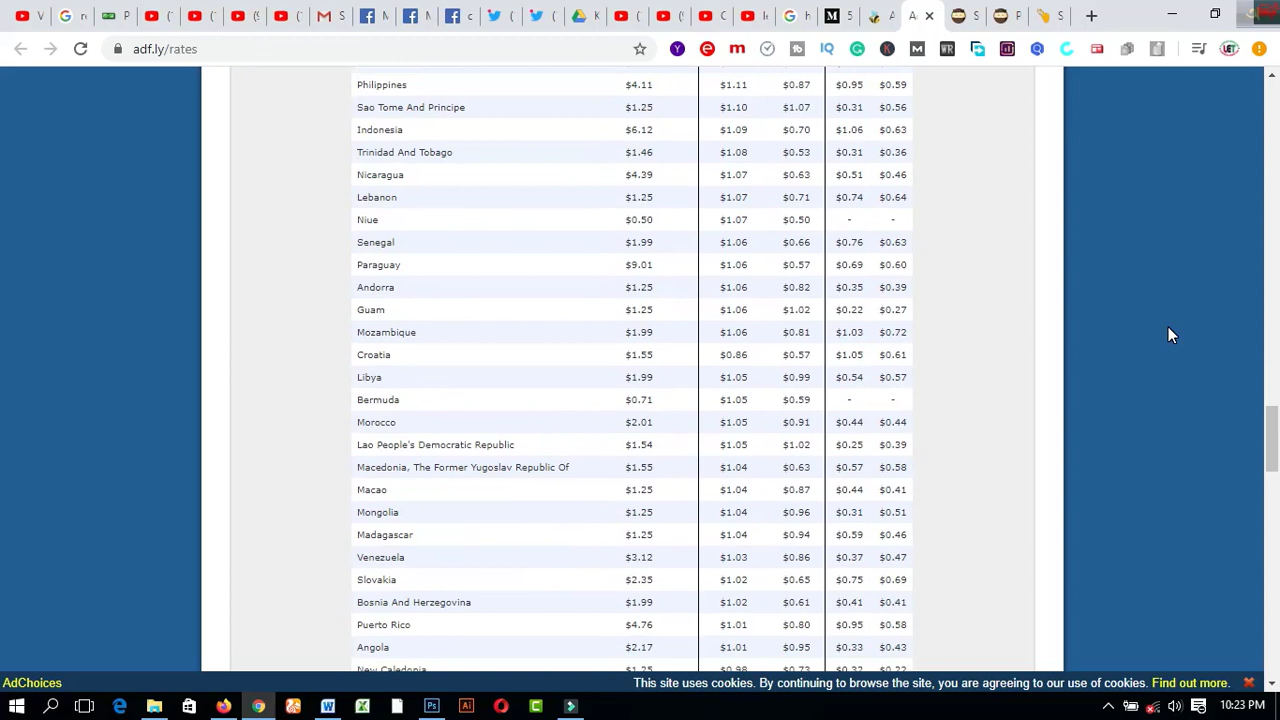 adf.ly/rates
Philippines $4.11 $1.11 $0.87 $0.95 $0.59
Sao Tome And Principe $1.25 $1.10 $1.07 $0.31 $0.56
Indonesia $6.12 $1.09 $0.70 $1.06 $0.63
Trinidad And Tobago $1.46 $1.08 $0.53 $0.31 $0.36
Nicaragua $4.39 $1.07 $0.63 $0.51 $0.46
Lebanon $1.25 $1.07 $0.71 $0.74 $0.64
Niue $0.50 $1.07 $0.50 - -
Senegal $1.99 $1.06 $0.66 $0.76 $0.63
Paraguay $9.01 $1.06 $0.57 $0.69 $0.60
Andorra $1.25 $1.06 $0.82 $0.35 $0.39
Guam $1.25 $1.06 $1.02 $0.22 $0.27
Mozambique $1.99 $1.06 $0.81 $1.03 $0.72
Croatia $1.55 $0.86 $0.57 $1.05 $0.61
Libya $1.99 $1.05 $0.99 $0.54 $0.57
Bermuda $0.71 $1.05 $0.59 - -
Morocco $2.01 $1.05 $0.91 $0.44 $0.44
Lao People's Democratic Republic $1.54 $1.05 $1.02 $0.25 $0.39
Macedonia, The Former Yugoslav Republic Of $1.55 $1.04 $0.63 $0.57 $0.58
Macao $1.25 $1.04 $0.87 $0.44 $0.41
Mongolia $1.25 $1.04 $0.96 $0.31 $0.51
Madagascar $1.25 $1.04 $0.94 $0.59 $0.46
Venezuela $3.12 $1.03 $0.86 $0.37 $0.47
Slovakia $2.35 $1.02 $0.65 $0.75 $0.69
Bosnia And Herzegovina $1.99 $1.02 $0.61 $0.41 $0.41
Puerto Rico $4.76 $1.01 $0.80 $0.95 $0.58
Angola $2.17 $1.01 $0.95 $0.33 $0.43
New Caledonia $1.25 $0.98 $0.73 $0.32 $0.22
AdChoices This site uses cookies. By continuing to browse the site, you are agreeing to our use of cookies. Find out more.
10:23 PM